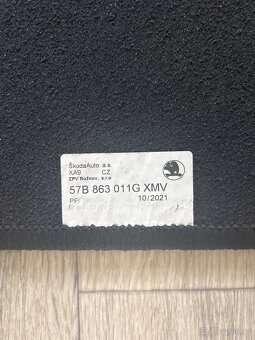 ŠkodaAuto a.s
XA9 CZ
ZPV Rožnov, s.r.o
57B 863 011G XMV
PP 10/2021